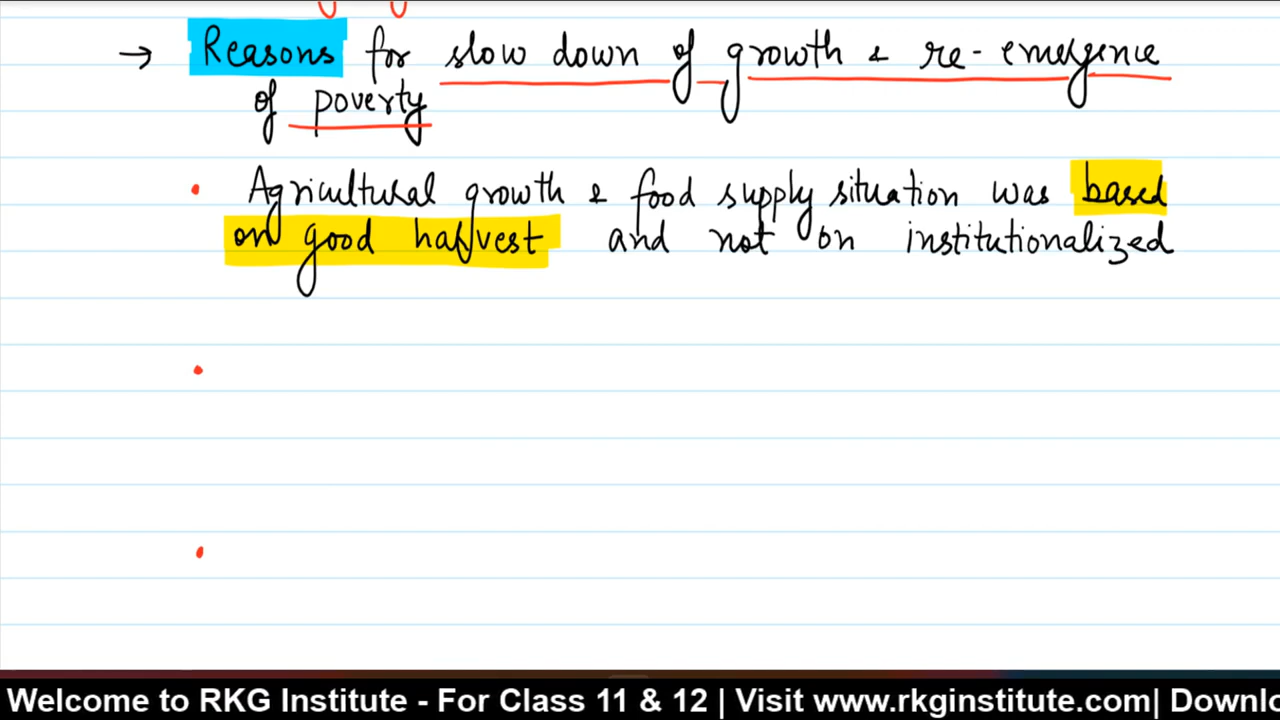 → Reasons for slow down of growth & re-emergence
of poverty
• Agricultural growth & food supply situation was based
on good harvest and not on institutionalized
•
•
Welcome to RKG Institute - For Class 11 & 12 | Visit www.rkginstitute.com| Downlo